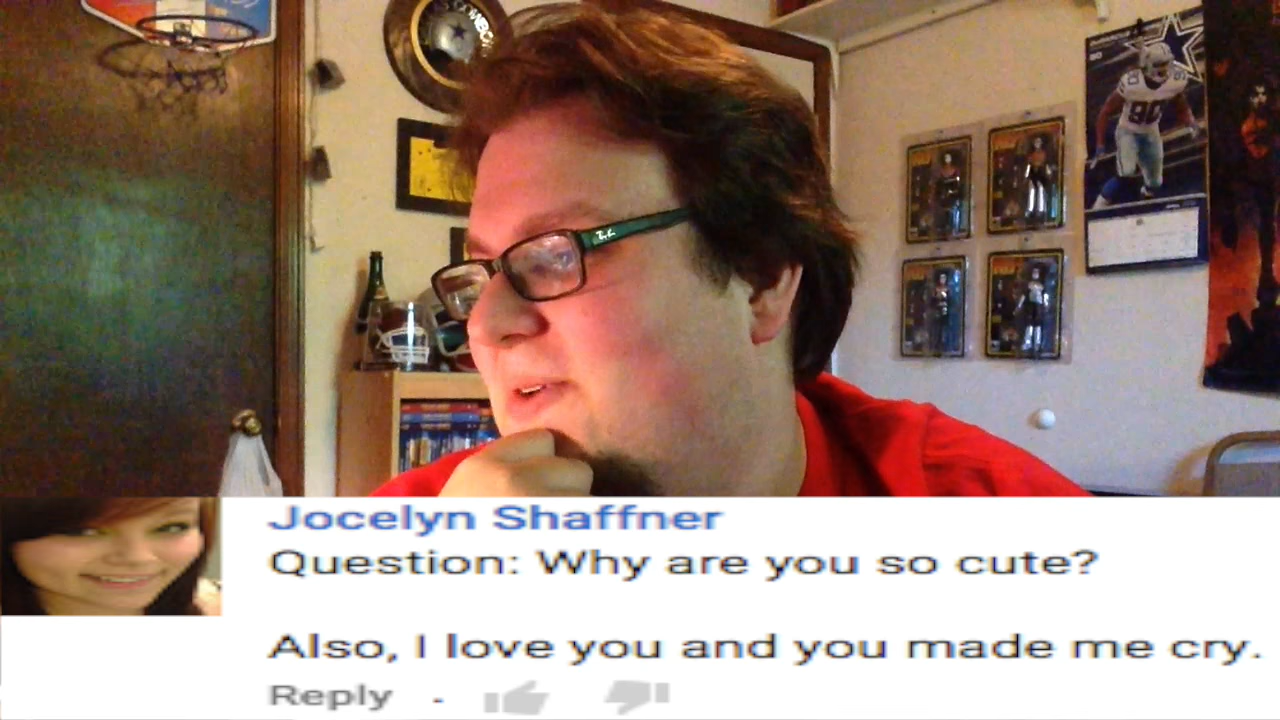 Jocelyn Shaffner
Question: Why are you so cute?
Also, I love you and you made me cry.
Reply